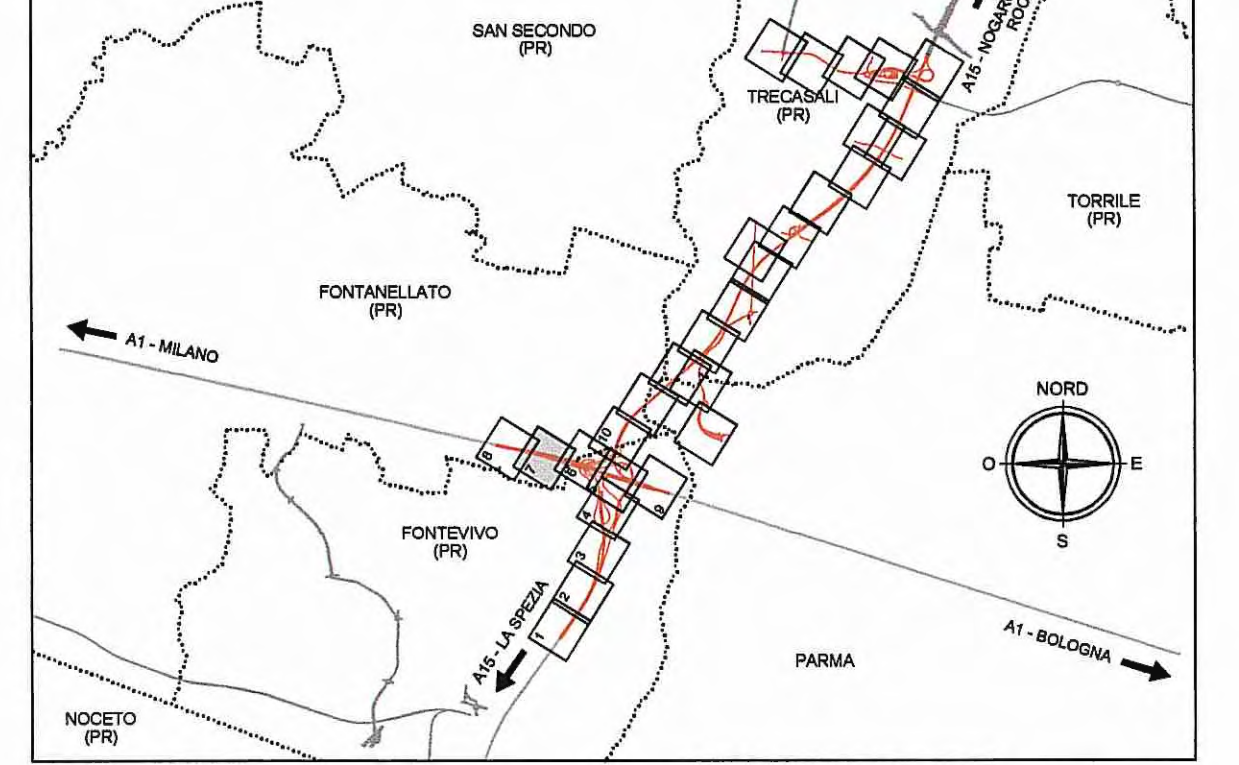 SAN SECONDO
(PR)
TRECASALI
(PR)
TORRILE
(PR)
FONTANELLATO
(PR)
A1 - MILANO
NORD
O
E
S
10
8
7
6
9
4
3
2
1
FONTEVIVO
(PR)
A15 - LA SPEZIA
A1 - BOLOGNA
PARMA
NOCETO
(PR)